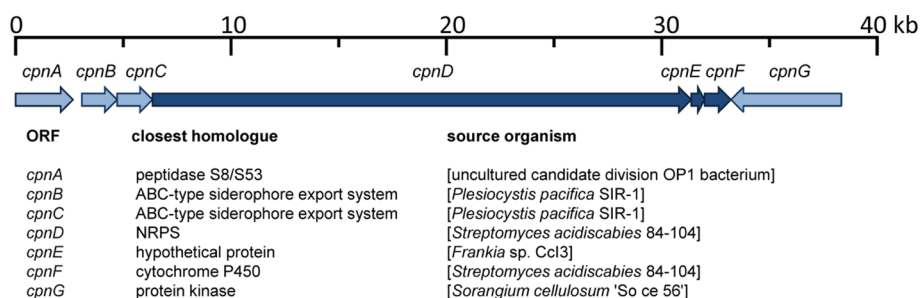 0 10 20 30 40 kb
cpnA cpnB cpnC cpnD cpnE cpnF cpnG
ORF closest homologue source organism
cpnA peptidase S8/S53 [uncultured candidate division OP1 bacterium]
cpnB ABC-type siderophore export system [Plesiocystis pacifica SIR-1]
cpnC ABC-type siderophore export system [Plesiocystis pacifica SIR-1]
cpnD NRPS [Streptomyces acidiscabies 84-104]
cpnE hypothetical protein [Frankia sp. CcI3]
cpnF cytochrome P450 [Streptomyces acidiscabies 84-104]
cpnG protein kinase [Sorangium cellulosum 'So ce 56']